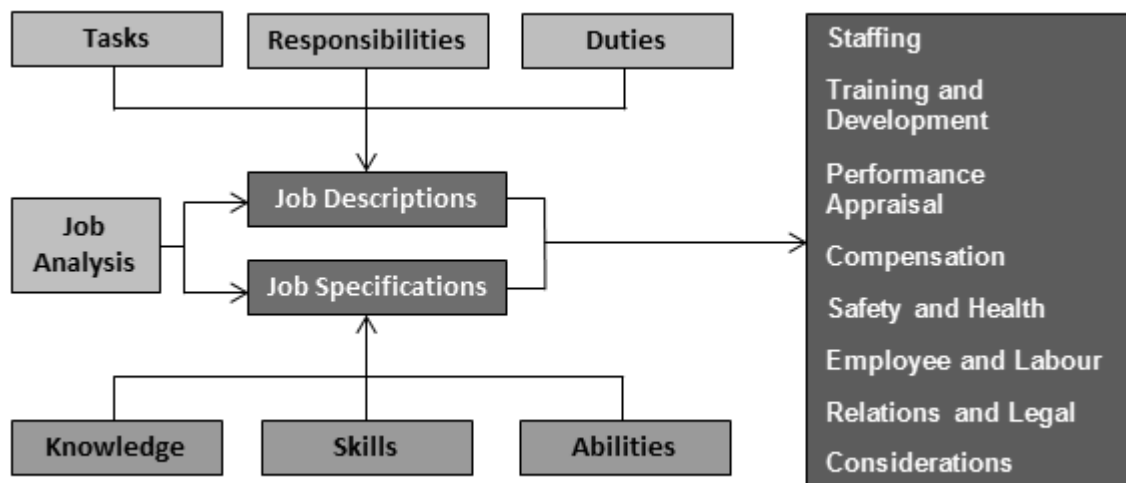 Tasks
Responsibilities
Duties
Job Descriptions
Job
Analysis
Job Specifications
Knowledge
Skills
Abilities
Staffing
Training and
Development
Performance
Appraisal
Compensation
Safety and Health
Employee and Labour
Relations and Legal
Considerations